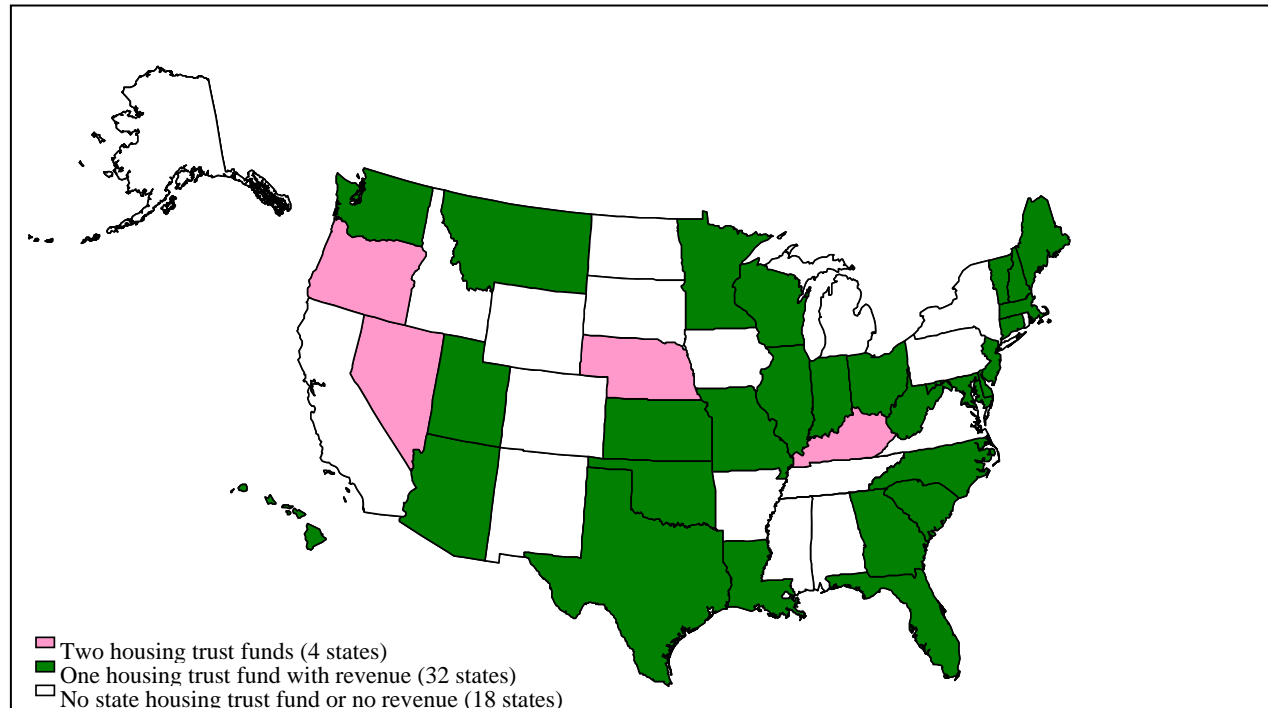 Two housing trust funds (4 states)
One housing trust fund with revenue (32 states)
No state housing trust fund or no revenue (18 states)